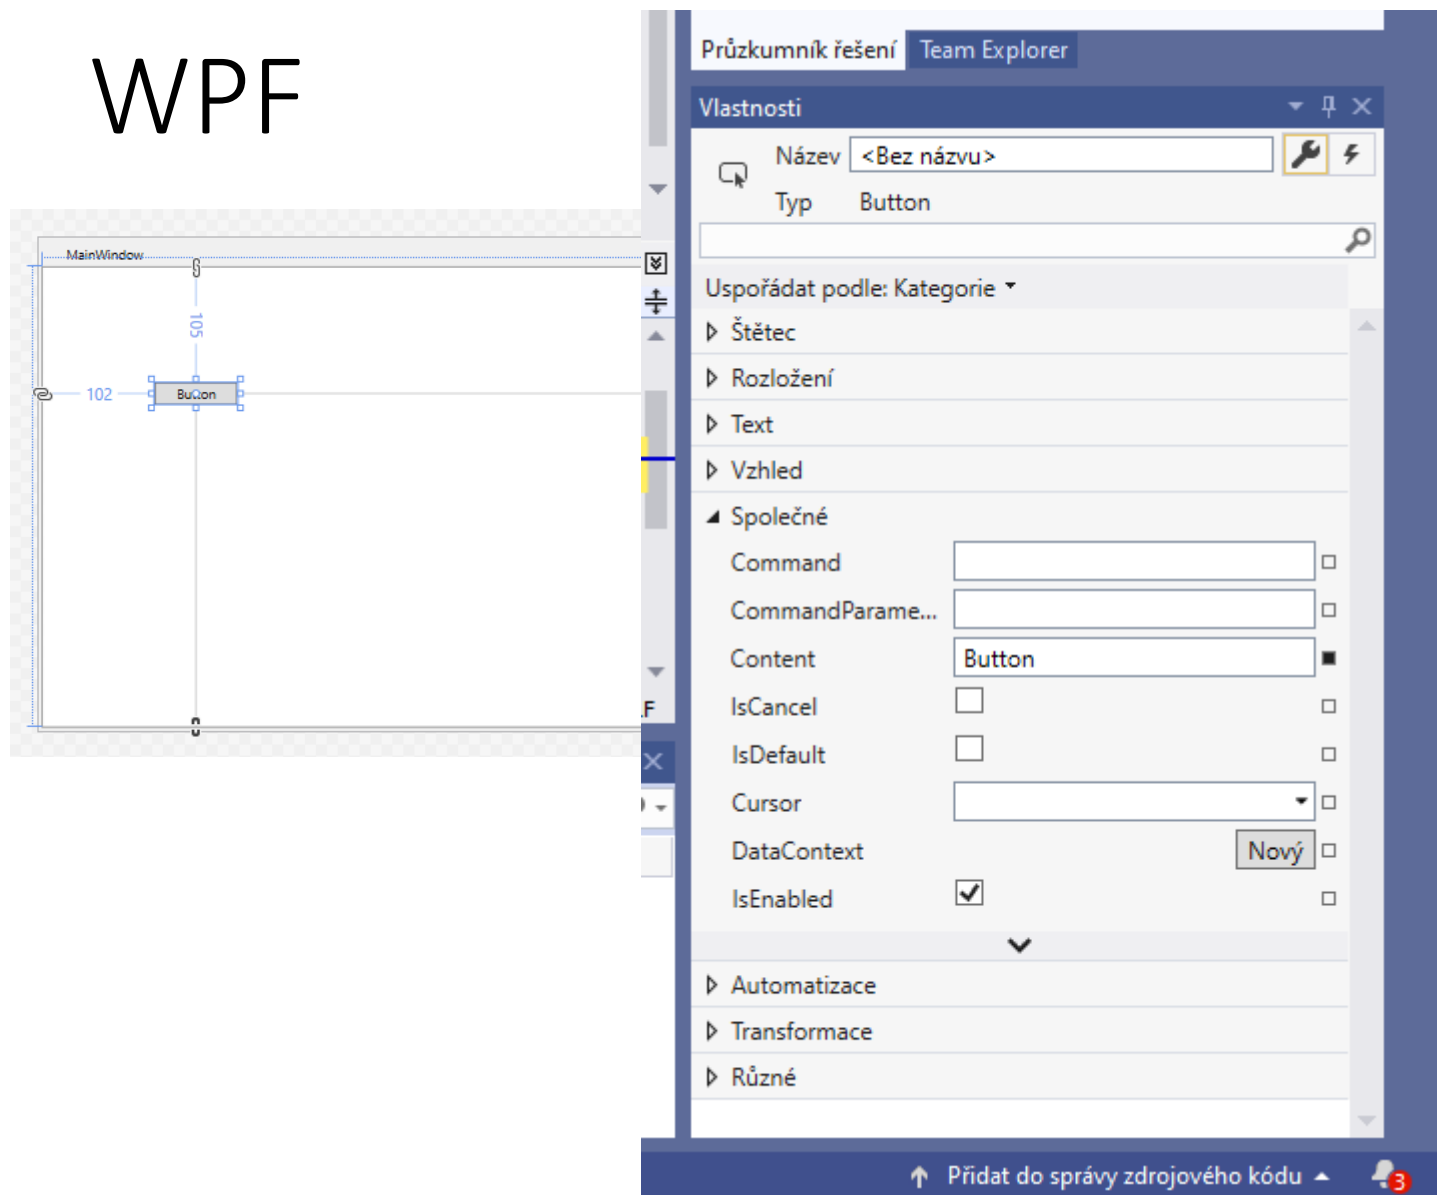 WPF
MainWindow
105
102
Button
Průzkumník řešení
Team Explorer
Vlastnosti
Název <Bez názvu>
Typ Button
Uspořádat podle: Kategorie
Štětec
Rozložení
Text
Vzhled
Společné
Command
CommandParame...
Content Button
IsCancel
IsDefault
Cursor
DataContext Nový
IsEnabled
Automatizace
Transformace
Různé
Přidat do správy zdrojového kódu
3